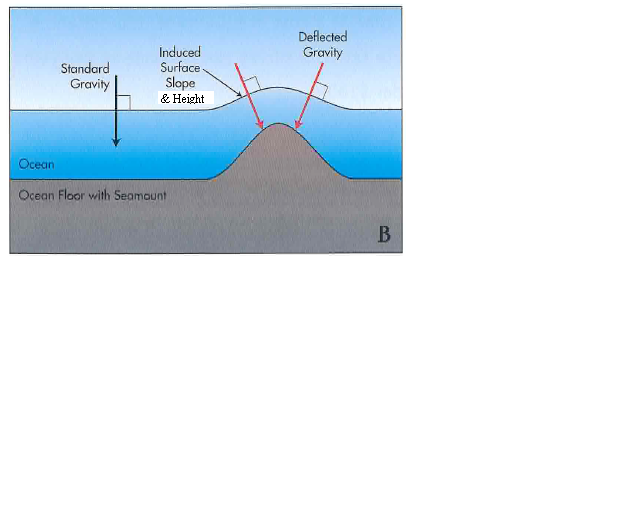 Deflected
Gravity
Induced
Surface
Slope
& Height
Standard
Gravity
Ocean
Ocean Floor with Seamount
B